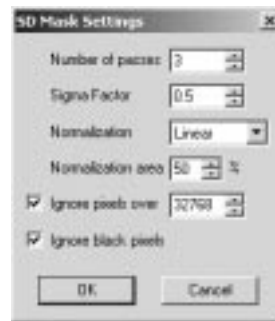 SD Mask Settings
Number of passes 3
Sigma Factor 0.5
Normalization Linear
Normalization area 50 %
Ignore pixels over 32768
Ignore black pixels
OK Cancel